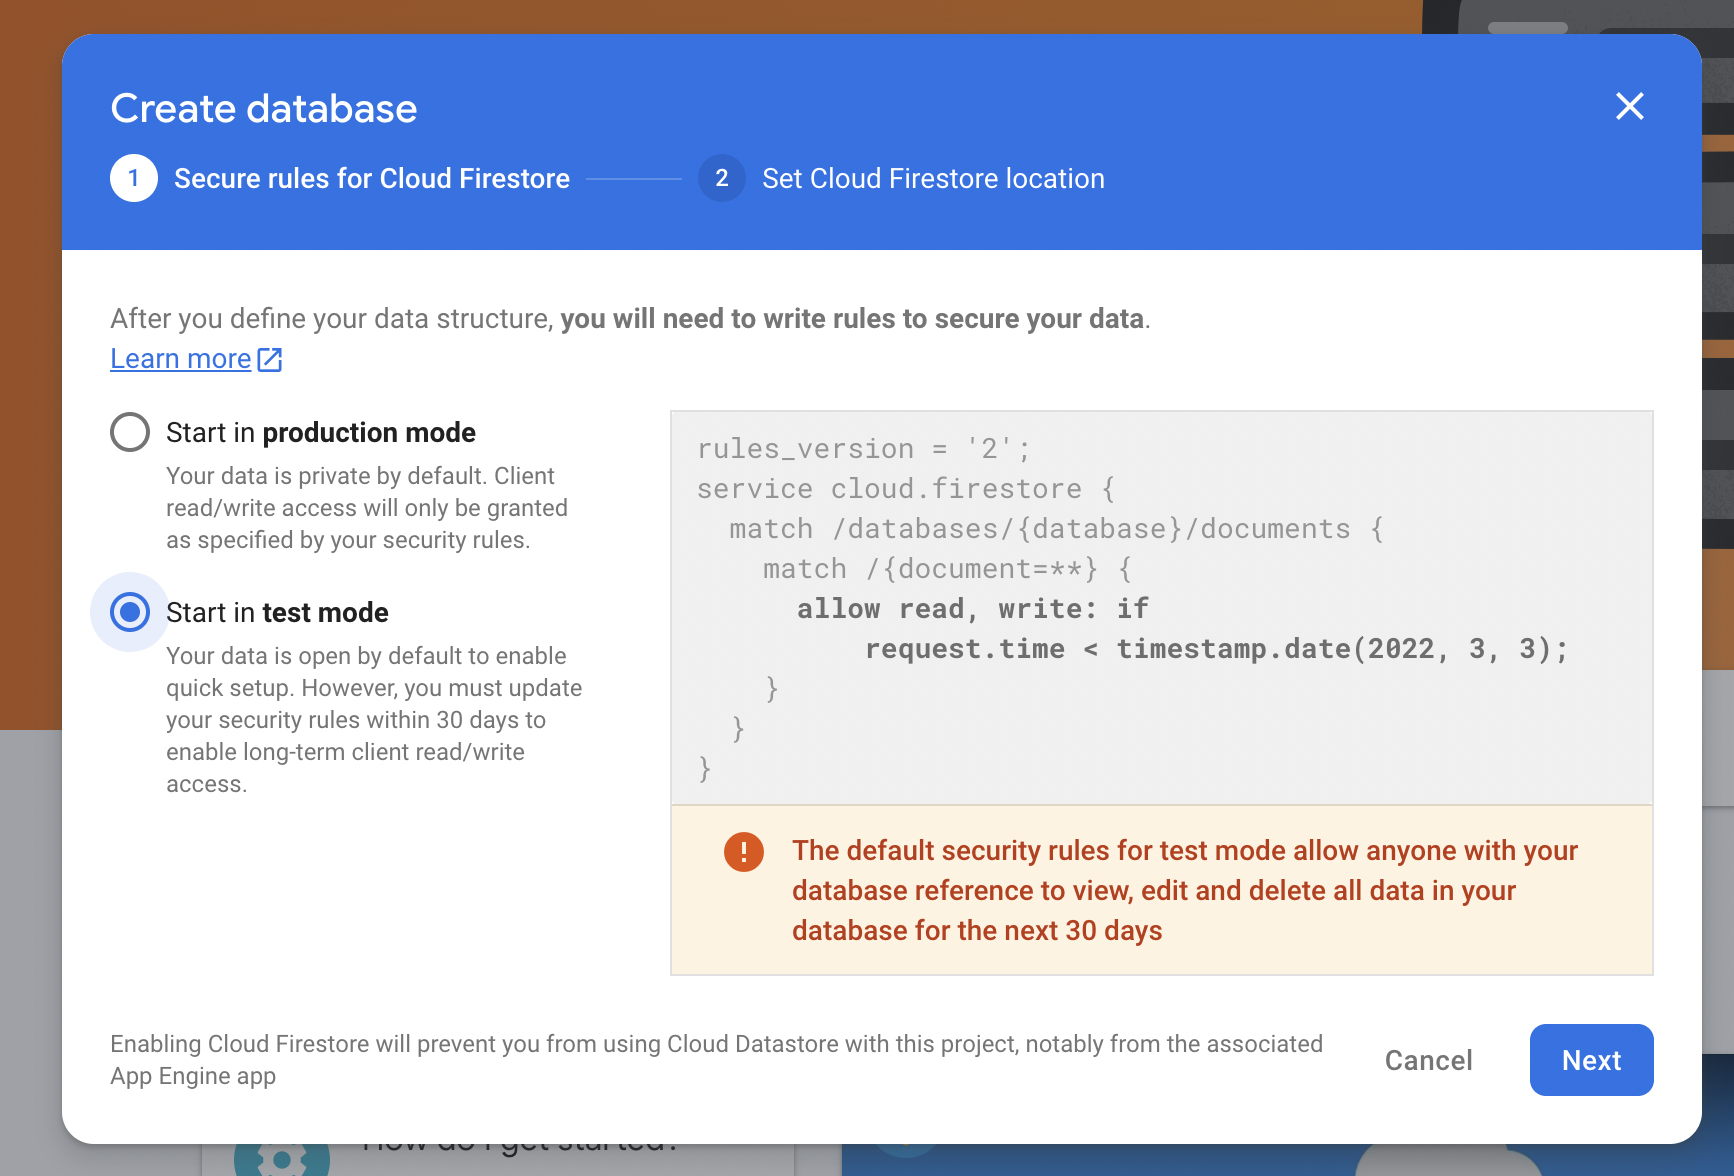 Create database
1 Secure rules for Cloud Firestore 2 Set Cloud Firestore location
After you define your data structure, you will need to write rules to secure your data.
Learn more
Start in production mode
Your data is private by default. Client
read/write access will only be granted
as specified by your security rules.
Start in test mode
Your data is open by default to enable
quick setup. However, you must update
your security rules within 30 days to
enable long-term client read/write
access.
rules_version = '2';
service cloud.firestore {
  match /databases/{database}/documents {
    match /{document=**} {
      allow read, write: if
          request.time < timestamp.date(2022, 3, 3);
    }
  }
}
The default security rules for test mode allow anyone with your
database reference to view, edit and delete all data in your
database for the next 30 days
Enabling Cloud Firestore will prevent you from using Cloud Datastore with this project, notably from the associated
App Engine app
Cancel
Next
How do I get started?